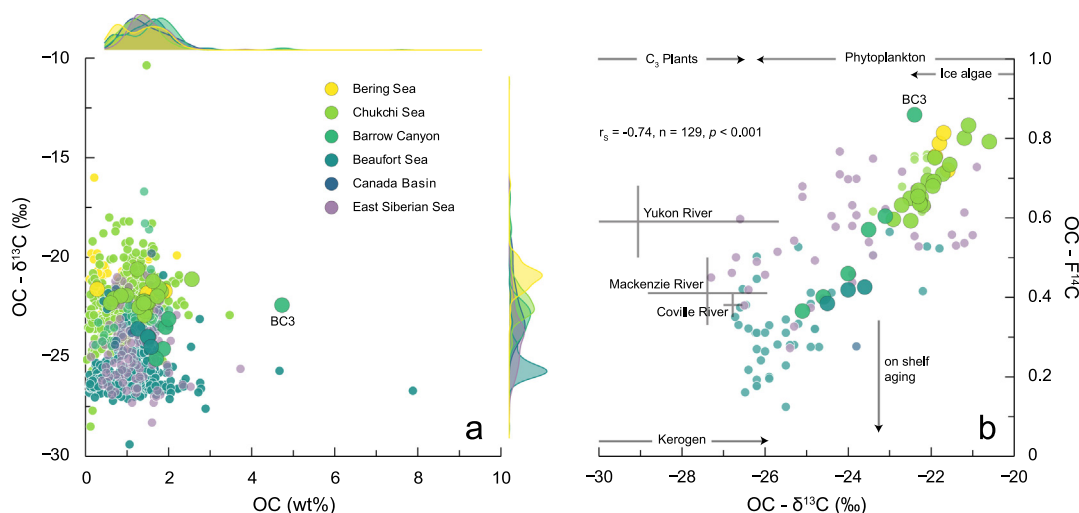 −10
−15
−20
−25
−30
OC - δ¹³C (‰)
0
2
4
6
8
10
OC (wt%)
Bering Sea
Chukchi Sea
Barrow Canyon
Beaufort Sea
Canada Basin
East Siberian Sea
BC3
a
C₃ Plants
Phytoplankton
Ice algae
BC3
rₛ = -0.74, n = 129, p < 0.001
Yukon River
Mackenzie River
Coville River
on shelf
aging
Kerogen
b
−30
−28
−26
−24
−22
−20
OC - δ¹³C (‰)
1.0
0.8
0.6
0.4
0.2
0
OC - F¹⁴C